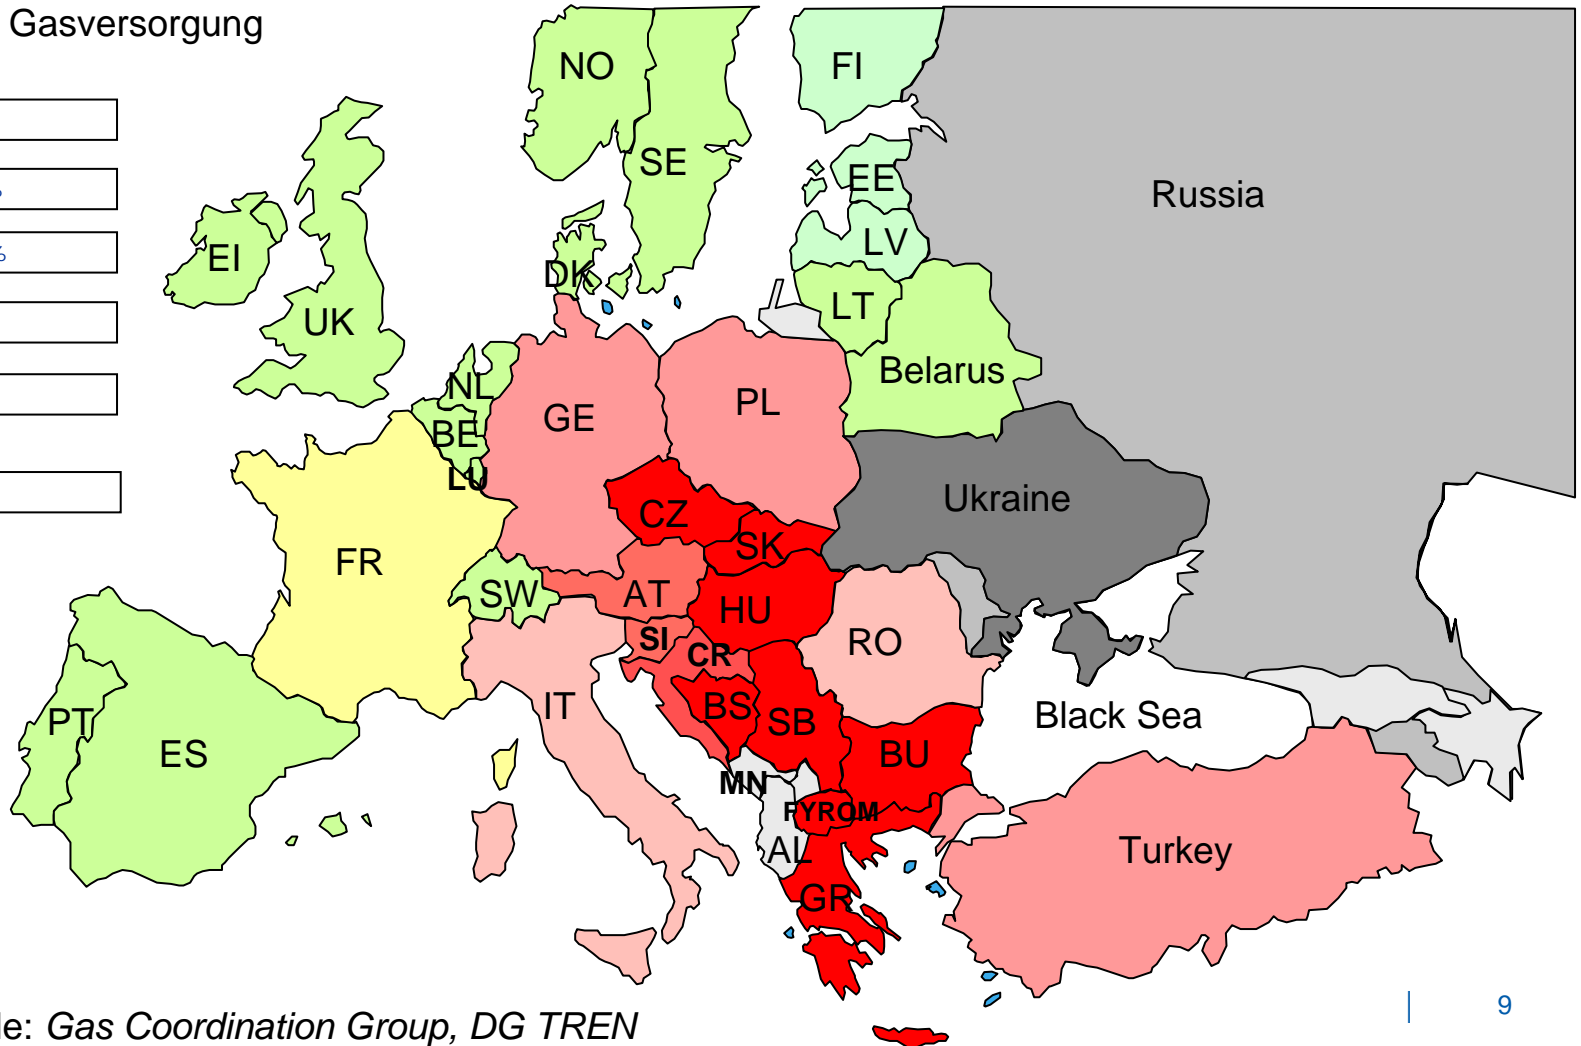 Gasversorgung
NO
FI
SE
EE
Russia
EI
LV
DK
%
LT
UK
Belarus
NL
PL
GE
BE
LU
CZ
Ukraine
SK
FR
SW
AT
HU
SI
CR
RO
IT
BS
PT
SB
Black Sea
ES
BU
MN
FYROM
AL
Turkey
GR
le: Gas Coordination Group, DG TREN
9